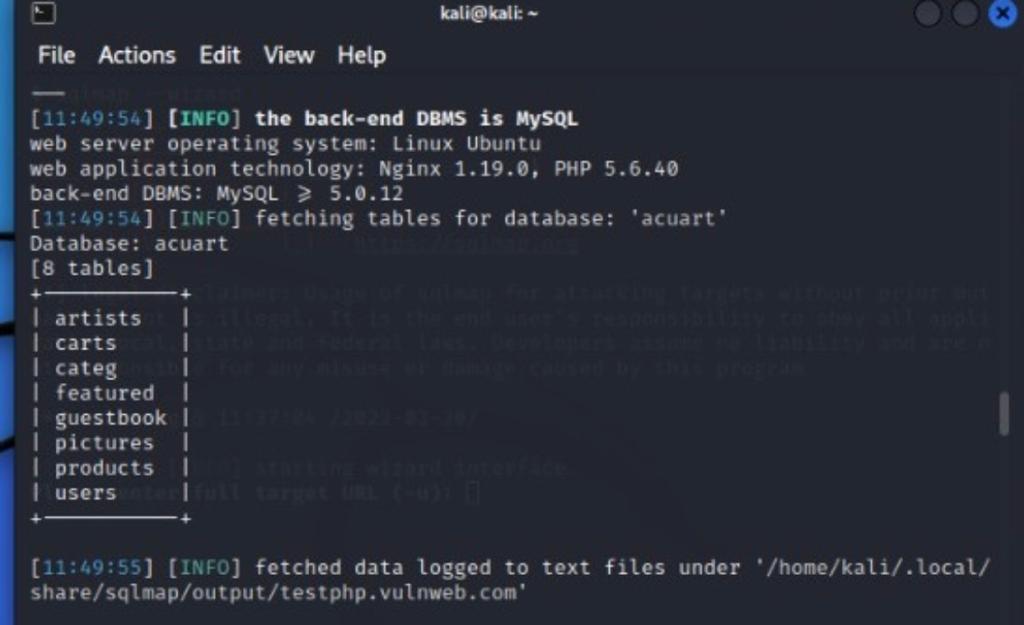 kali@kali: ~
File Actions Edit View Help
[11:49:54] [INFO] the back-end DBMS is MySQL
web server operating system: Linux Ubuntu
web application technology: Nginx 1.19.0, PHP 5.6.40
back-end DBMS: MySQL ≥ 5.0.12
[11:49:54] [INFO] fetching tables for database: 'acuart'
Database: acuart
[8 tables]
+-----------+
| artists |
| carts |
| categ |
| featured |
| guestbook |
| pictures |
| products |
| users |
+-----------+
[11:49:55] [INFO] fetched data logged to text files under '/home/kali/.local/
share/sqlmap/output/testphp.vulnweb.com'